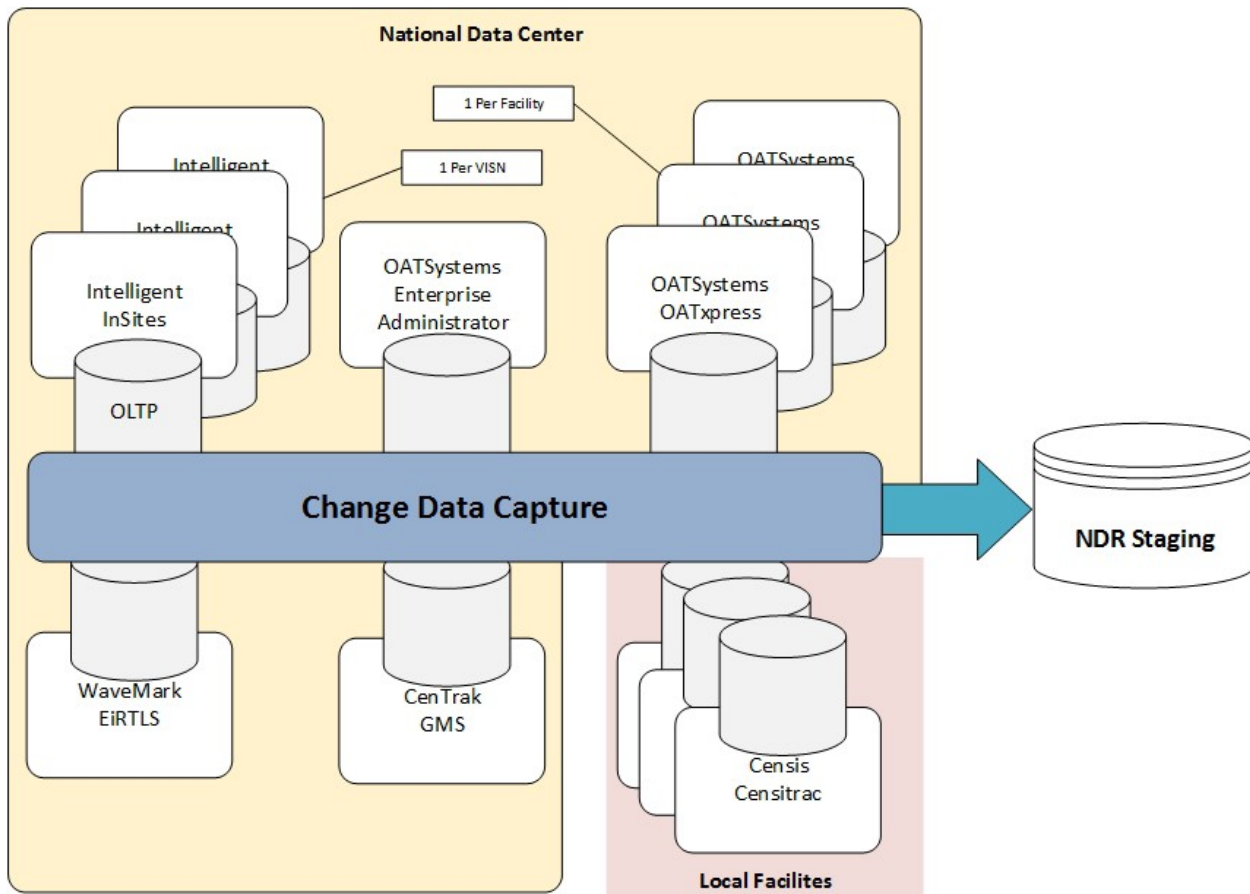 National Data Center
1 Per Facility
1 Per VISN
Intelligent
Intelligent
Intelligent
InSites
OLTP
OATSystems
Enterprise
Administrator
OATSystems
OATSystems
OATSystems
OATxpress
Change Data Capture
NDR Staging
WaveMark
EiRTLS
CenTrak
GMS
Censis
Censitrac
Local Facilites